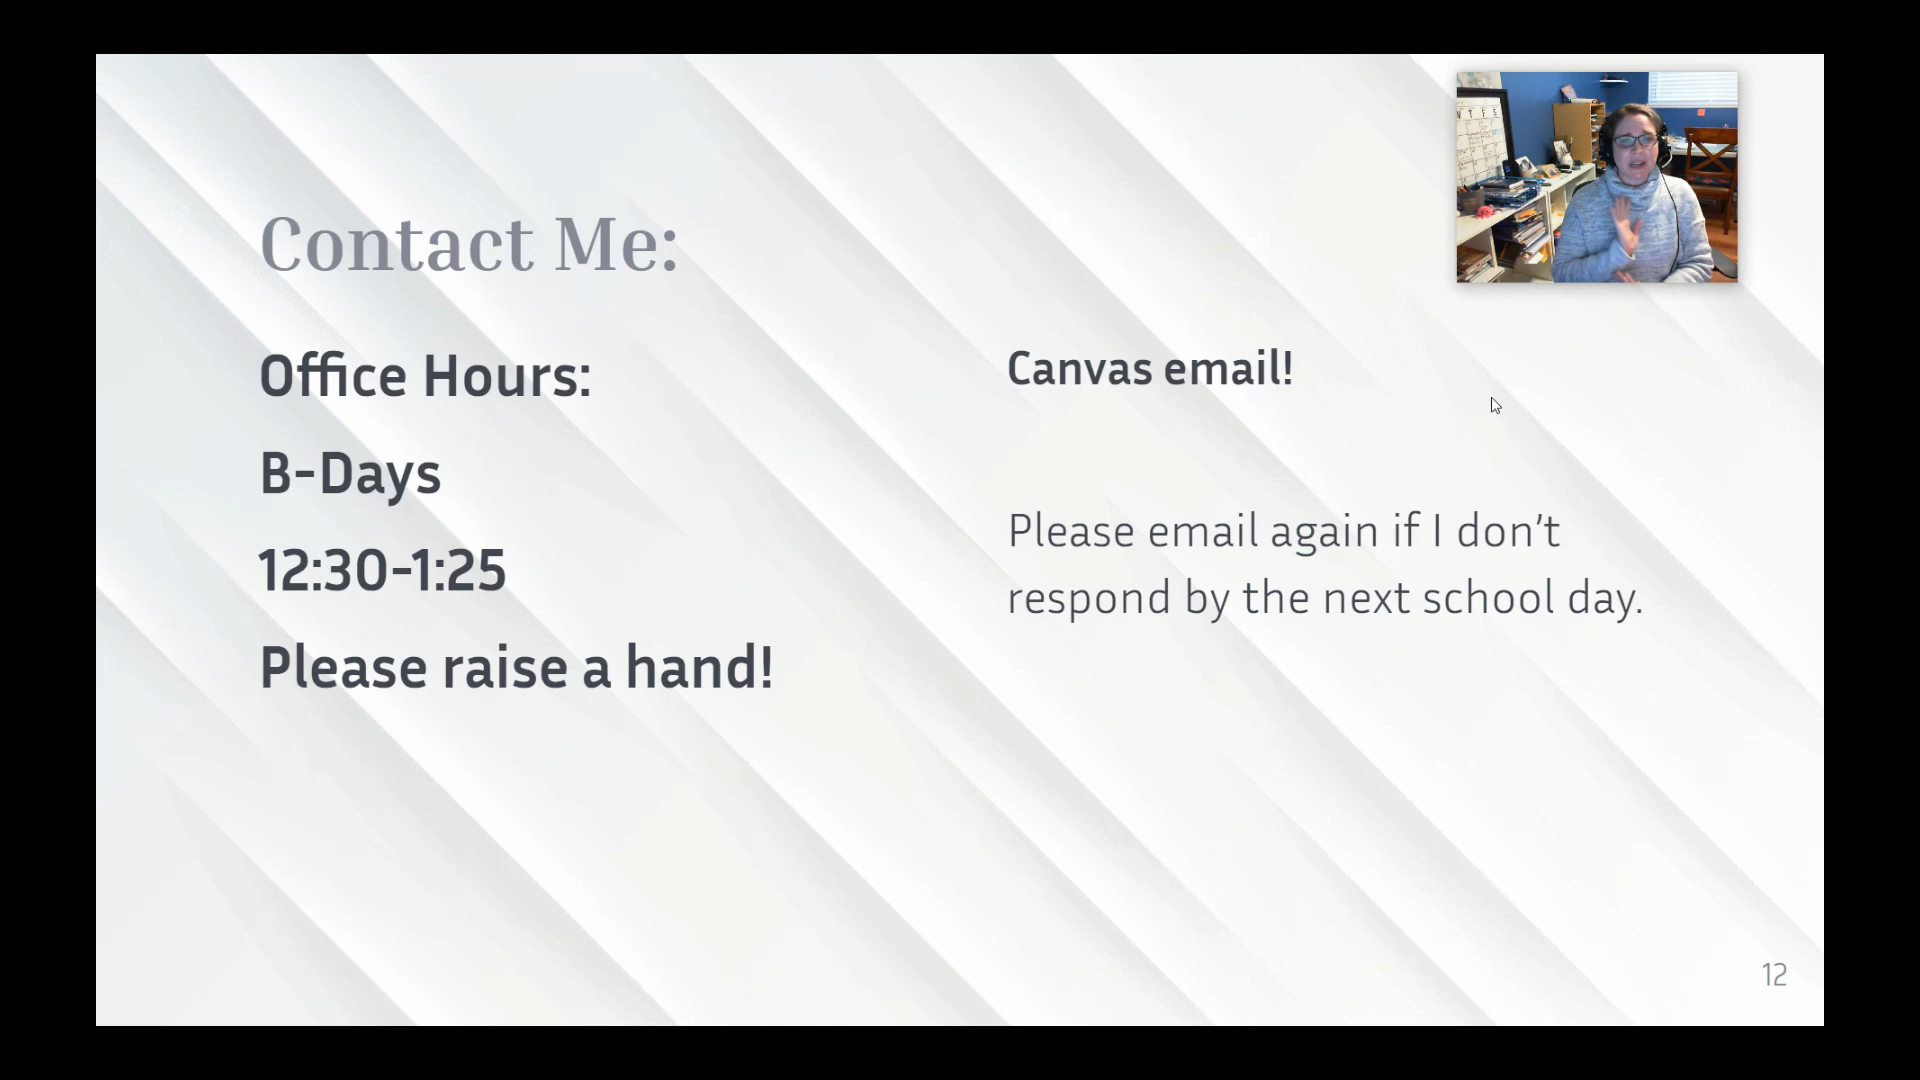 Contact Me:
Office Hours:
B-Days
12:30-1:25
Please raise a hand!
Canvas email!
Please email again if I don’t
respond by the next school day.
12
T F S